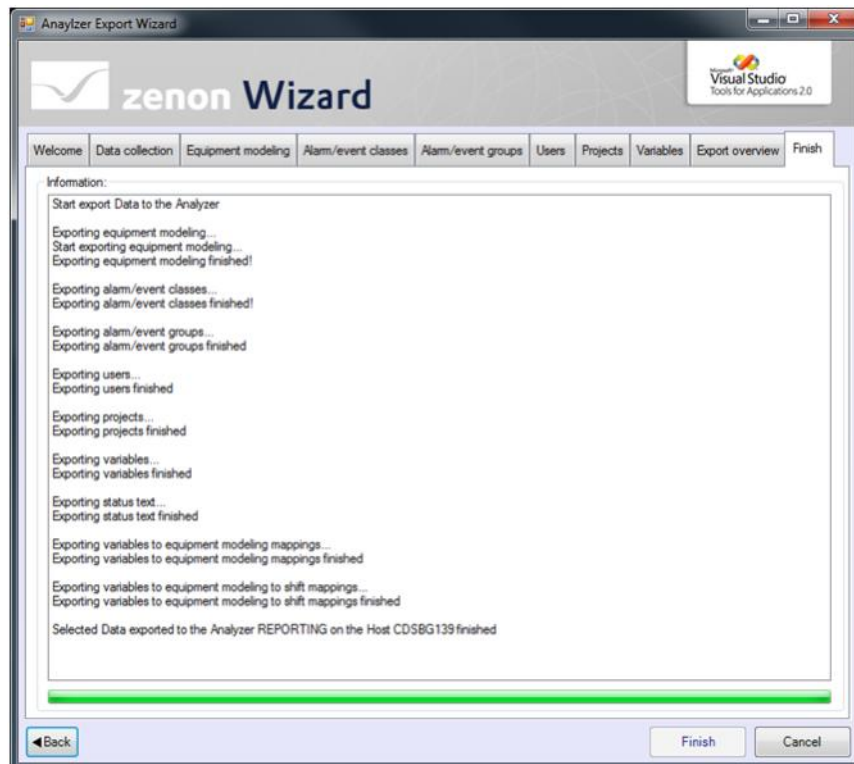 Anaylzer Export Wizard
zenon Wizard
Microsoft
Visual Studio
Tools for Applications 2.0
Welcome Data collection Equipment modeling Alarm/event classes Alarm/event groups Users Projects Variables Export overview Finish
Information:
Start export Data to the Analyzer
Exporting equipment modeling...
Start exporting equipment modeling...
Exporting equipment modeling finished!
Exporting alarm/event classes...
Exporting alarm/event classes finished!
Exporting alarm/event groups...
Exporting alarm/event groups finished
Exporting users...
Exporting users finished
Exporting projects...
Exporting projects finished
Exporting variables...
Exporting variables finished
Exporting status text...
Exporting status text finished
Exporting variables to equipment modeling mappings...
Exporting variables to equipment modeling mappings finished
Exporting variables to equipment modeling to shift mappings...
Exporting variables to equipment modeling to shift mappings finished
Selected Data exported to the Analyzer REPORTING on the Host CDSBG139 finished
Back Finish Cancel